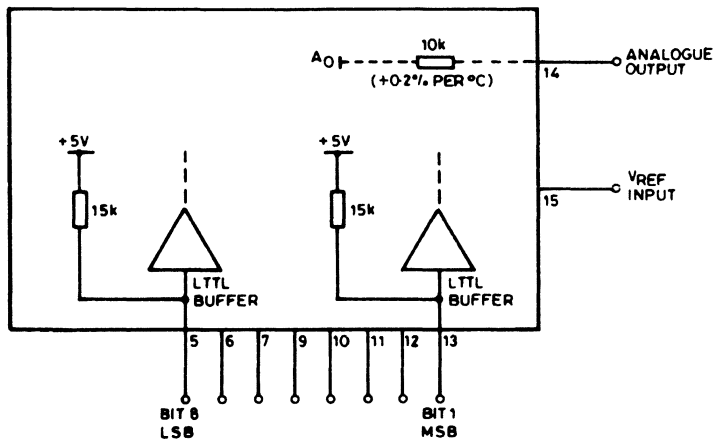 10k
A0
(+0·2% PER °C)
14
ANALOGUE
OUTPUT
+5V
+5V
15k
15k
VREF
INPUT
15
LTTL
BUFFER
LTTL
BUFFER
5 6 7 9 10 11 12 13
BIT 8
LSB
BIT 1
MSB